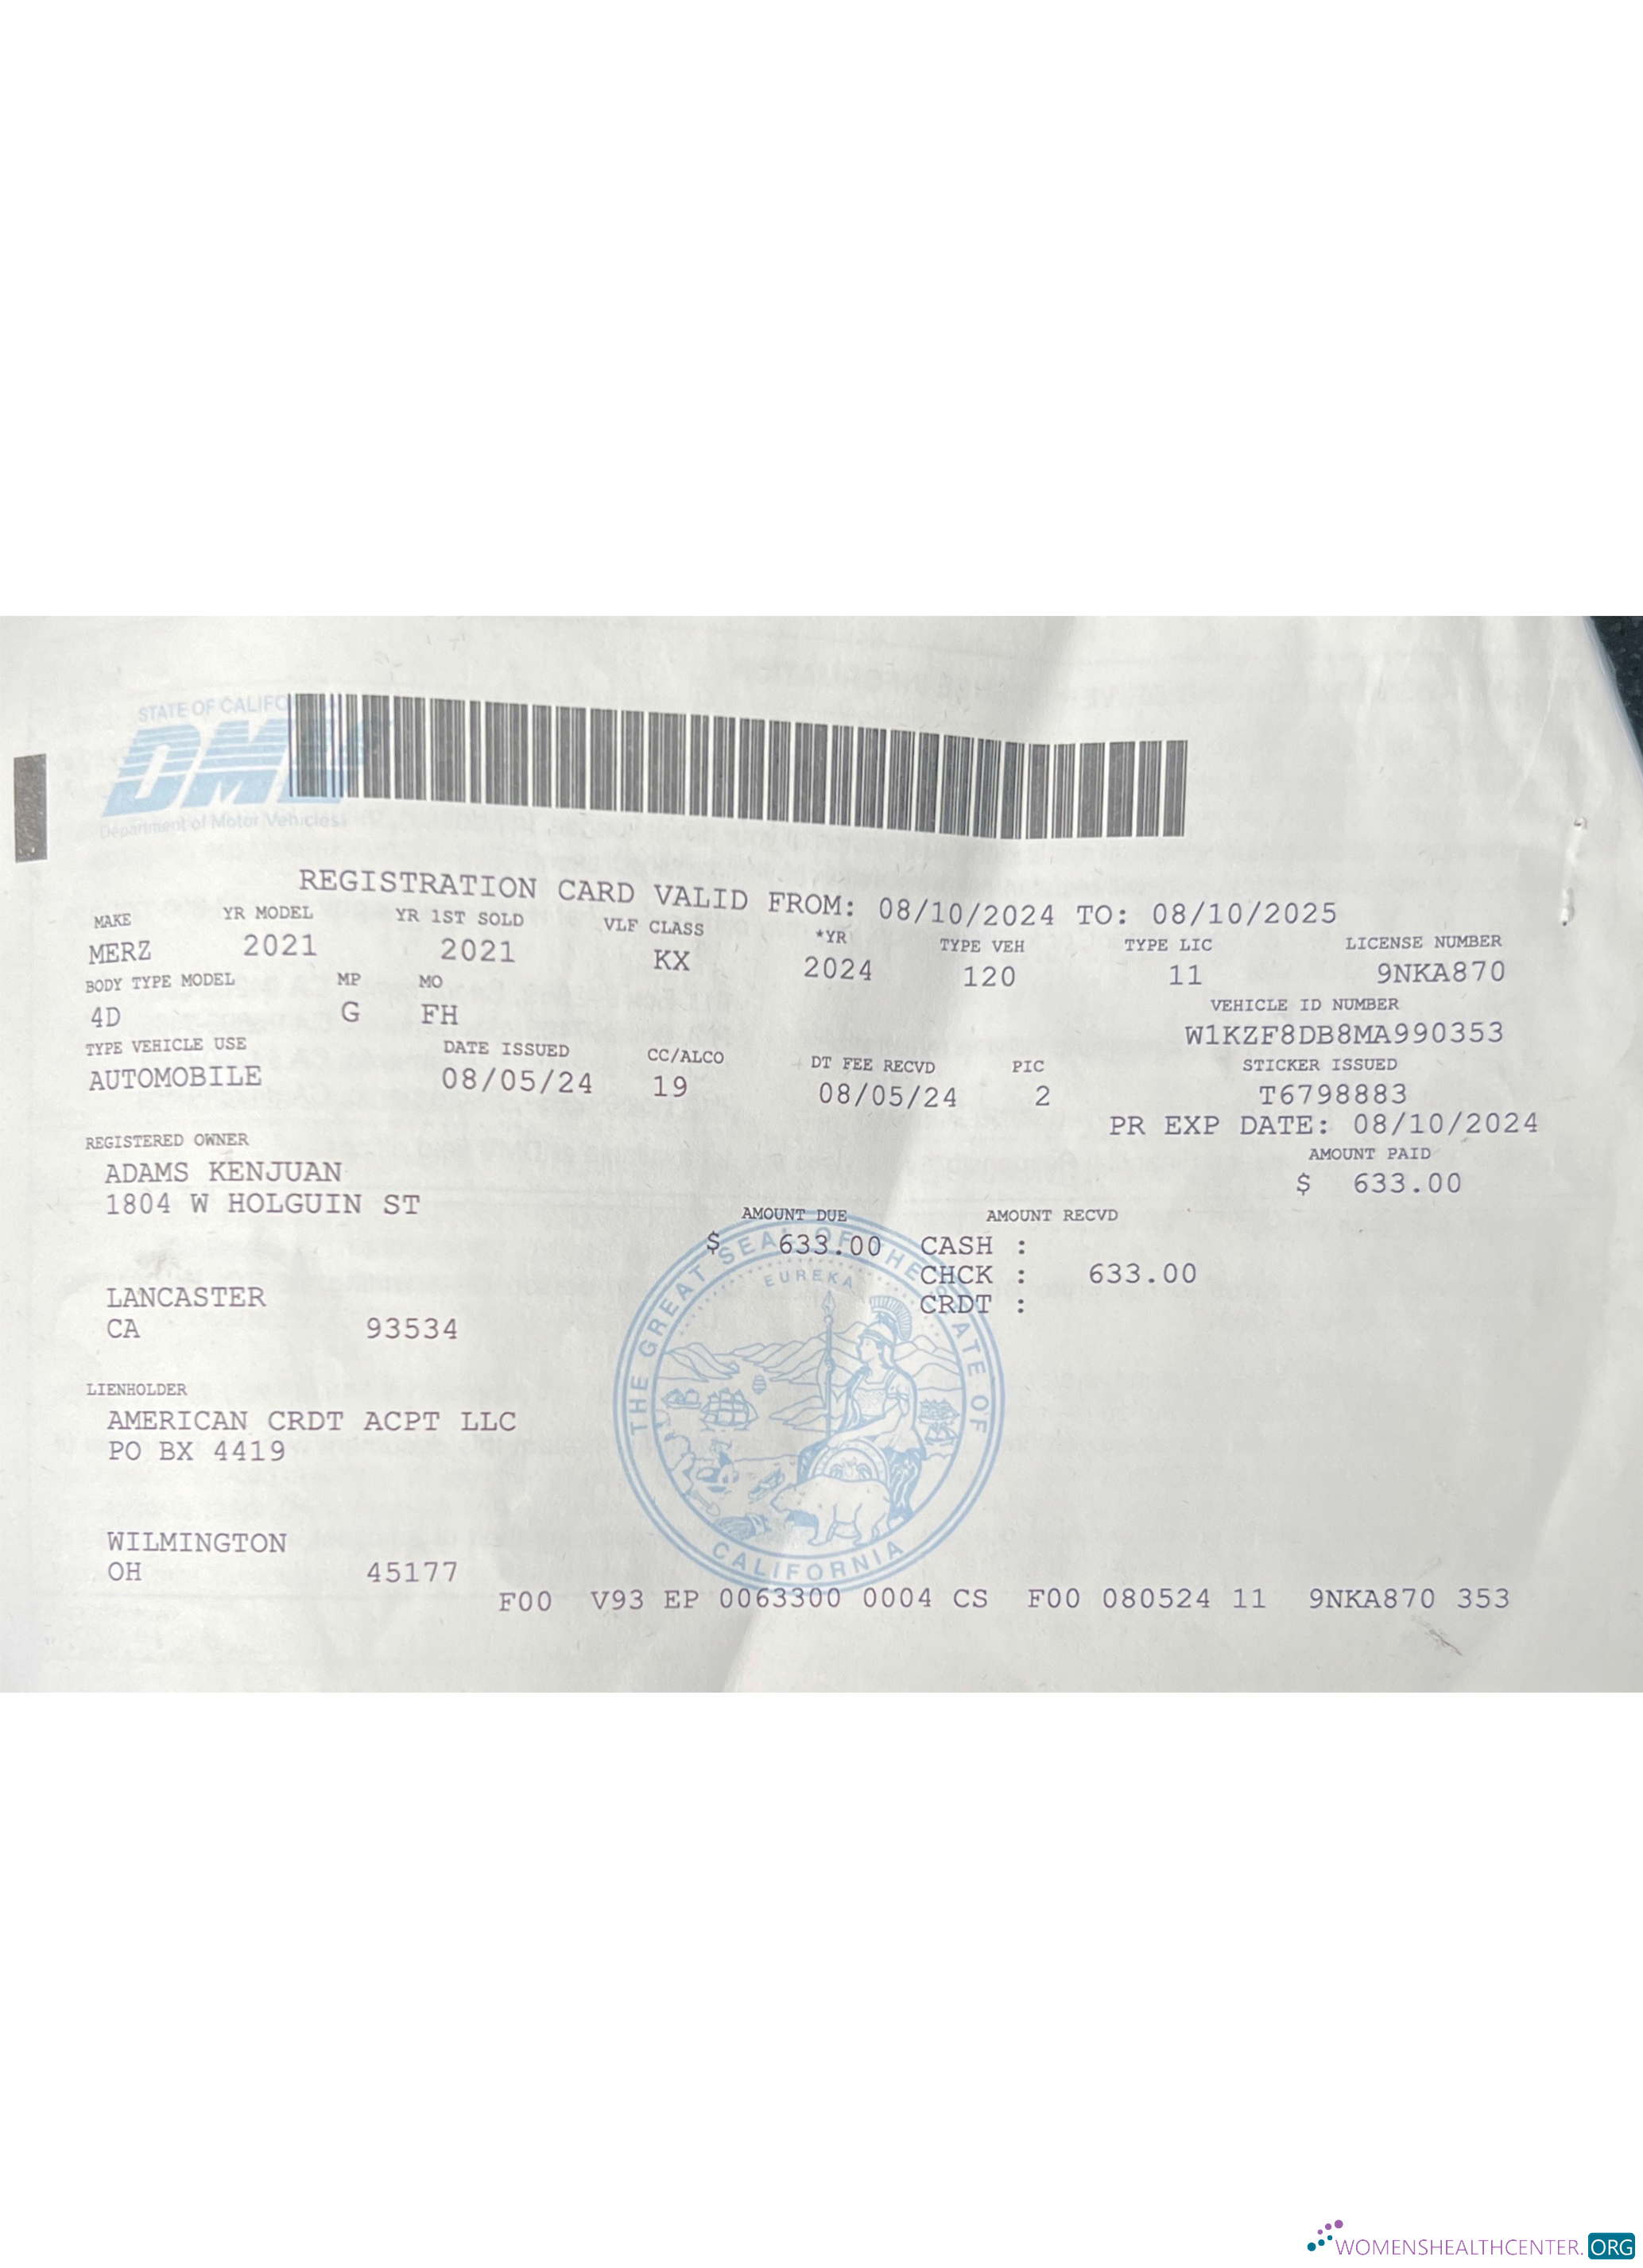 STATE OF CALIFO
DMV
Department of Motor Vehicles
REGISTRATION CARD VALID FROM: 08/10/2024 TO: 08/10/2025
MAKE YR MODEL YR 1ST SOLD VLF CLASS *YR TYPE VEH TYPE LIC LICENSE NUMBER
MERZ 2021 2021 KX 2024 120 11 9NKA870
BODY TYPE MODEL MP MO VEHICLE ID NUMBER
4D G FH W1KZF8DB8MA990353
TYPE VEHICLE USE DATE ISSUED CC/ALCO DT FEE RECVD PIC STICKER ISSUED
AUTOMOBILE 08/05/24 19 08/05/24 2 T6798883
PR EXP DATE: 08/10/2024
REGISTERED OWNER AMOUNT PAID
ADAMS KENJUAN $ 633.00
1804 W HOLGUIN ST
AMOUNT DUE AMOUNT RECVD
$ 633.00 CASH :
CHCK : 633.00
CRDT :
LANCASTER
CA 93534
LIENHOLDER
AMERICAN CRDT ACPT LLC
PO BX 4419
WILMINGTON
OH 45177
THE GREAT SEAL OF THE STATE OF CALIFORNIA
EUREKA
F00 V93 EP 0063300 0004 CS F00 080524 11 9NKA870 353
WOMENSHEALTHCENTER.ORG